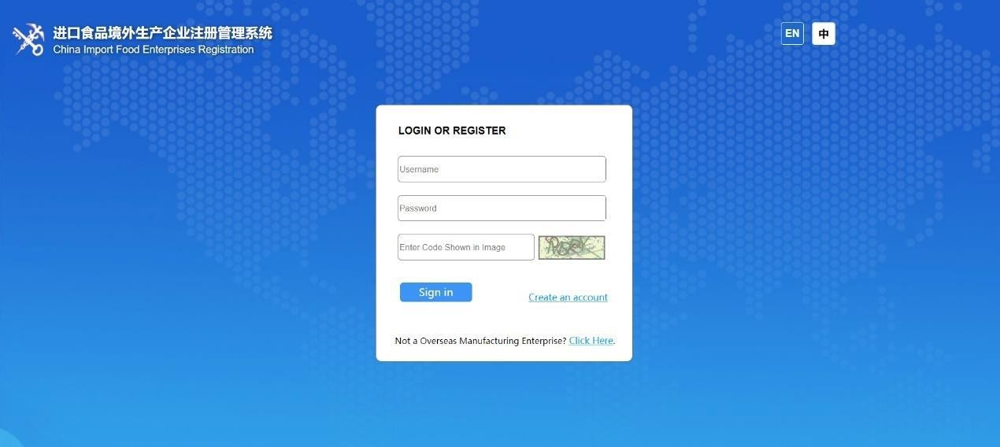 进口食品境外生产企业注册管理系统
China Import Food Enterprises Registration
EN 中
LOGIN OR REGISTER
Username
Password
Enter Code Shown in Image
Sign in
Create an account
Not a Overseas Manufacturing Enterprise? Click Here.